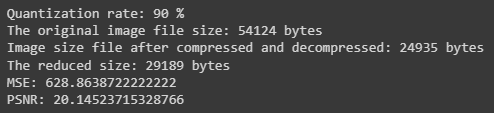 Quantization rate: 90 %
The original image file size: 54124 bytes
Image size file after compressed and decompressed: 24935 bytes
The reduced size: 29189 bytes
MSE: 628.8638722222222
PSNR: 20.14523715328766